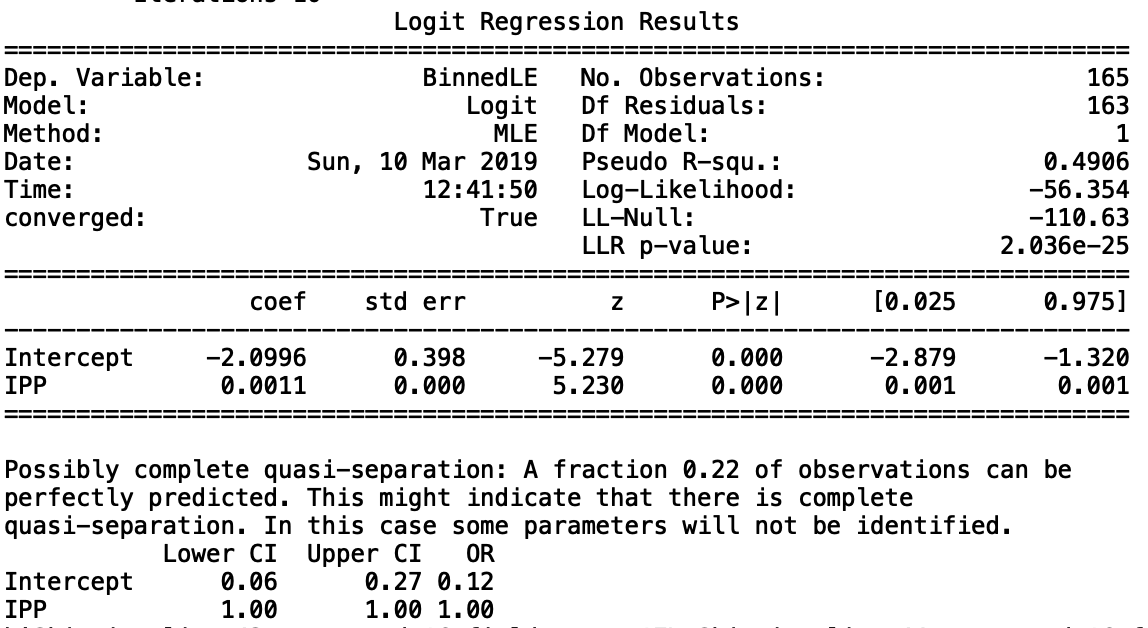 Logit Regression Results
==============================================================================
Dep. Variable: BinnedLE No. Observations: 165
Model: Logit Df Residuals: 163
Method: MLE Df Model: 1
Date: Sun, 10 Mar 2019 Pseudo R-squ.: 0.4906
Time: 12:41:50 Log-Likelihood: -56.354
converged: True LL-Null: -110.63
LLR p-value: 2.036e-25
==============================================================================
coef std err z P>|z| [0.025 0.975]
------------------------------------------------------------------------------
Intercept -2.0996 0.398 -5.279 0.000 -2.879 -1.320
IPP 0.0011 0.000 5.230 0.000 0.001 0.001
==============================================================================
Possibly complete quasi-separation: A fraction 0.22 of observations can be
perfectly predicted. This might indicate that there is complete
quasi-separation. In this case some parameters will not be identified.
Lower CI Upper CI OR
Intercept 0.06 0.27 0.12
IPP 1.00 1.00 1.00